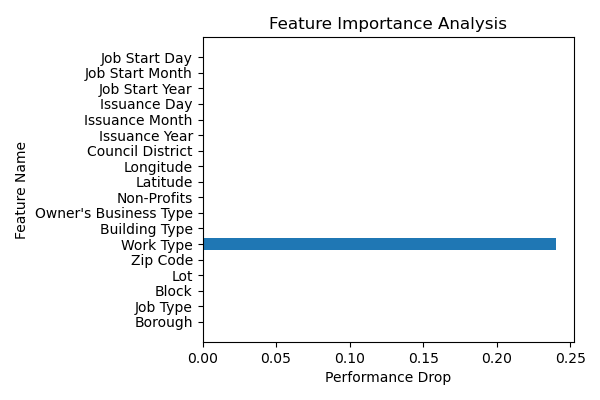 Feature Importance Analysis
Feature Name
Job Start Day
Job Start Month
Job Start Year
Issuance Day
Issuance Month
Issuance Year
Council District
Longitude
Latitude
Non-Profits
Owner's Business Type
Building Type
Work Type
Zip Code
Lot
Block
Job Type
Borough
0.00 0.05 0.10 0.15 0.20 0.25
Performance Drop